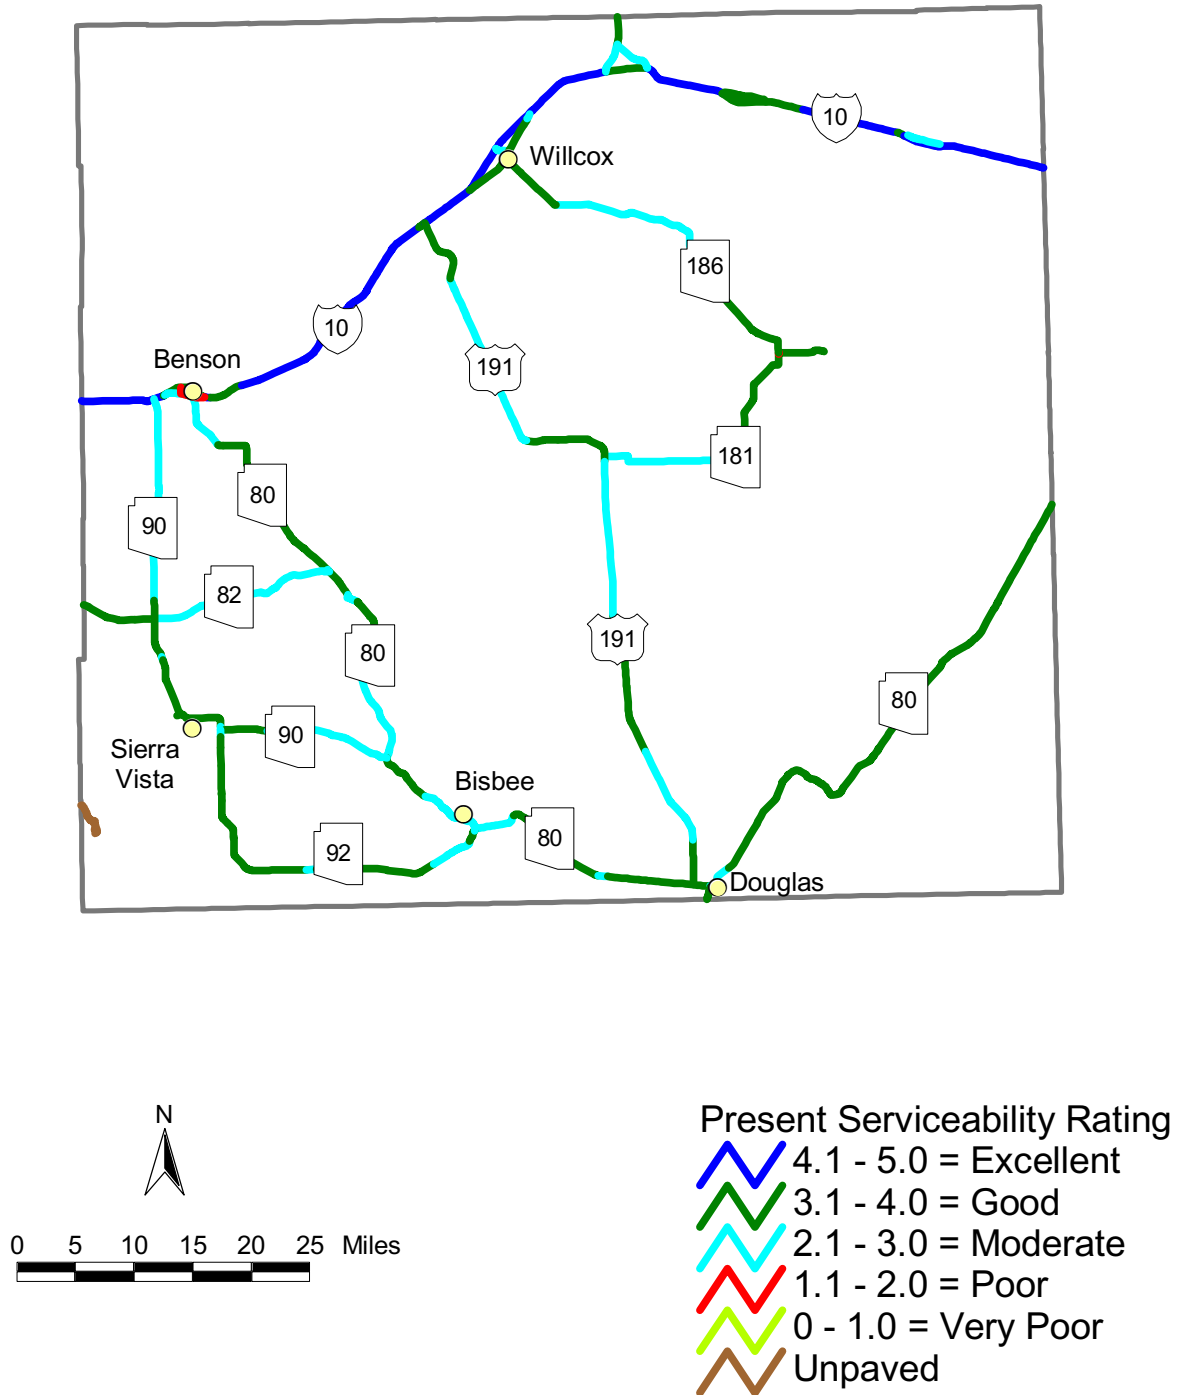 10
Willcox
186
10
Benson
191
181
80
90
82
191
80
80
90
Sierra
Vista
Bisbee
80
92
Douglas
N
0 5 10 15 20 25 Miles
Present Serviceability Rating
4.1 - 5.0 = Excellent
3.1 - 4.0 = Good
2.1 - 3.0 = Moderate
1.1 - 2.0 = Poor
0 - 1.0 = Very Poor
Unpaved